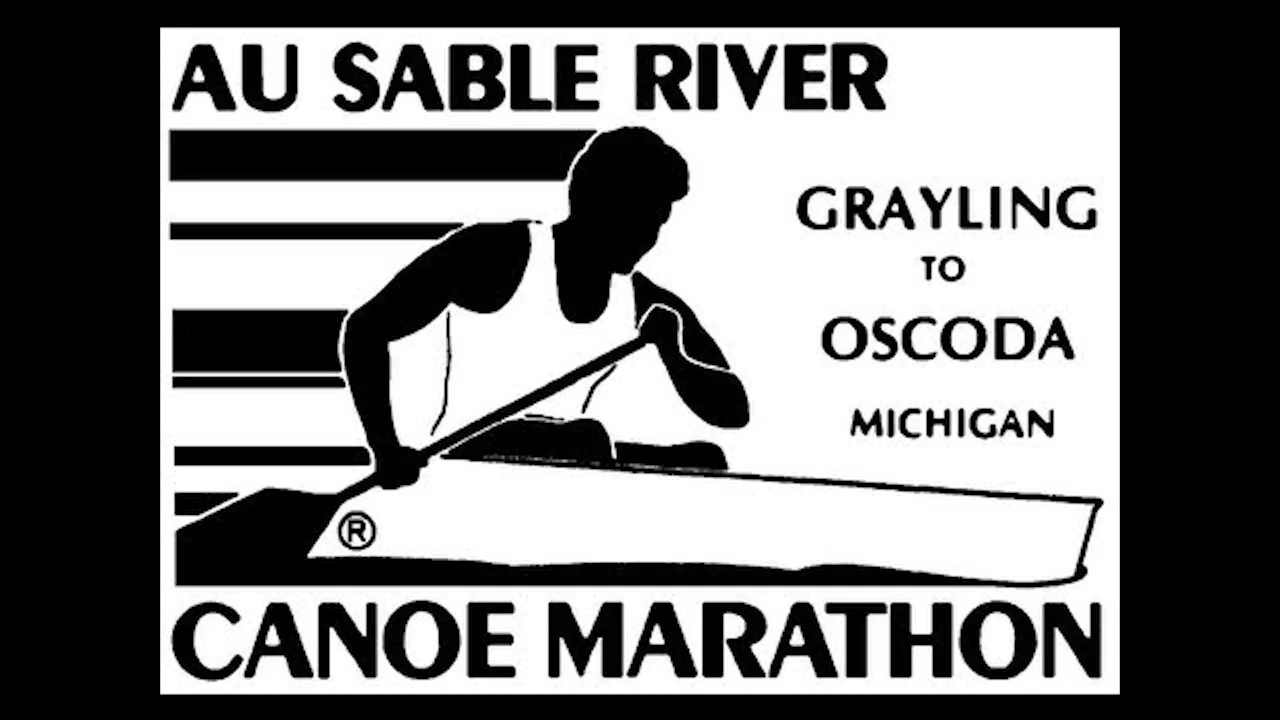 AU SABLE RIVER
GRAYLING
TO
OSCODA
MICHIGAN
®
CANOE MARATHON